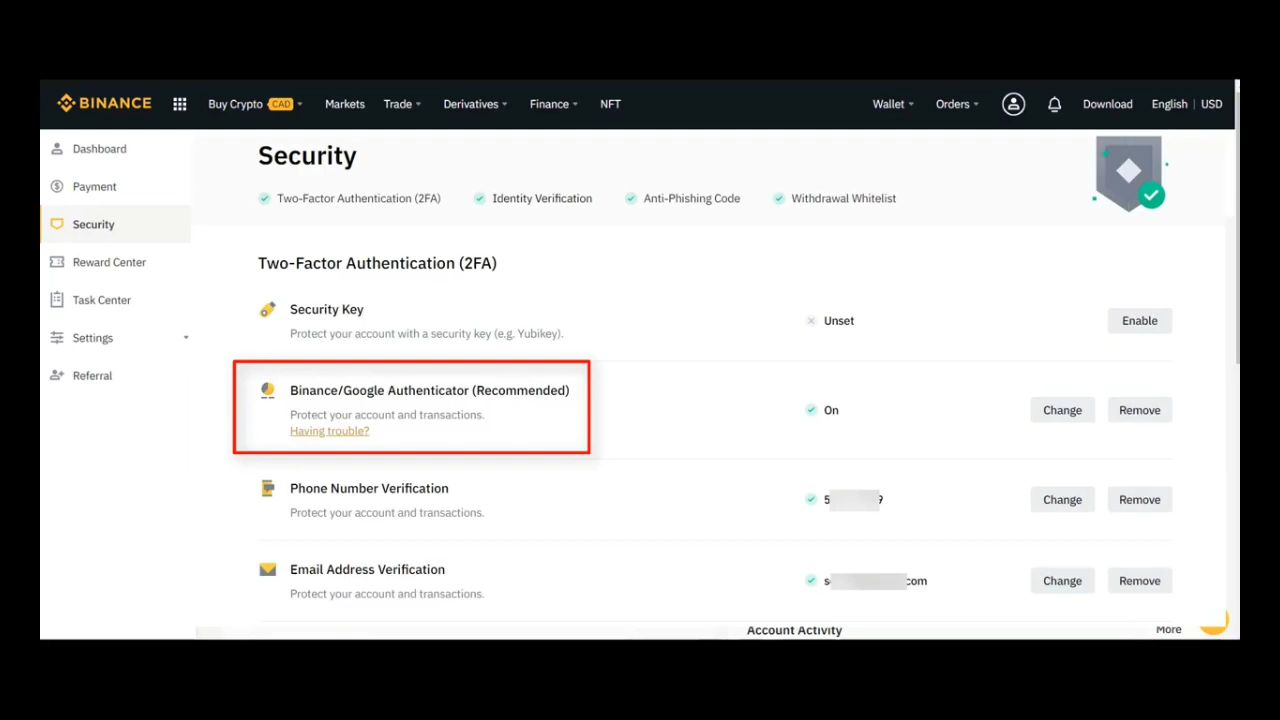 BINANCE Buy Crypto CAD Markets Trade Derivatives Finance NFT Wallet Orders Download English | USD
Dashboard
Payment
Security
Reward Center
Task Center
Settings
Referral
Security
Two-Factor Authentication (2FA) Identity Verification Anti-Phishing Code Withdrawal Whitelist
Two-Factor Authentication (2FA)
Security Key
Protect your account with a security key (e.g. Yubikey).
Unset Enable
Binance/Google Authenticator (Recommended)
Protect your account and transactions.
Having trouble?
On Change Remove
Phone Number Verification
Protect your account and transactions.
5 9 Change Remove
Email Address Verification
Protect your account and transactions.
s com Change Remove
Account Activity More